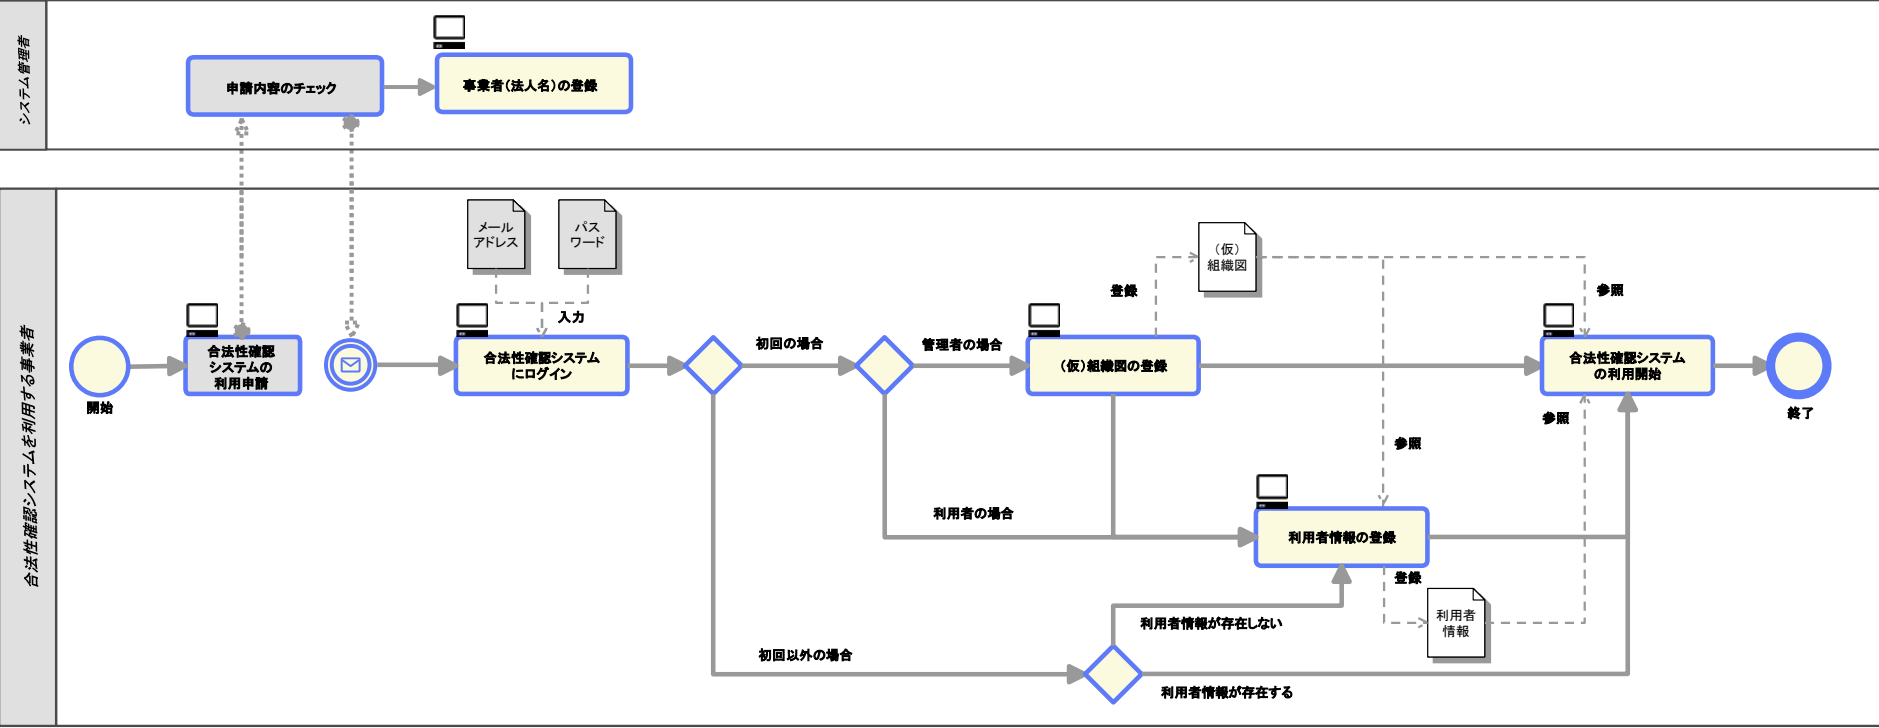 システム管理者
申請内容のチェック
事業者(法人名)の登録
合法性確認システムを利用する事業者
開始
合法性確認
システムの
利用申請
メール
アドレス
パス
ワード
入力
合法性確認システム
にログイン
初回の場合
管理者の場合
登録
(仮)
組織図
(仮)組織図の登録
参照
合法性確認システム
の利用開始
終了
参照
参照
利用者の場合
利用者情報の登録
登録
利用者
情報
利用者情報が存在しない
初回以外の場合
利用者情報が存在する